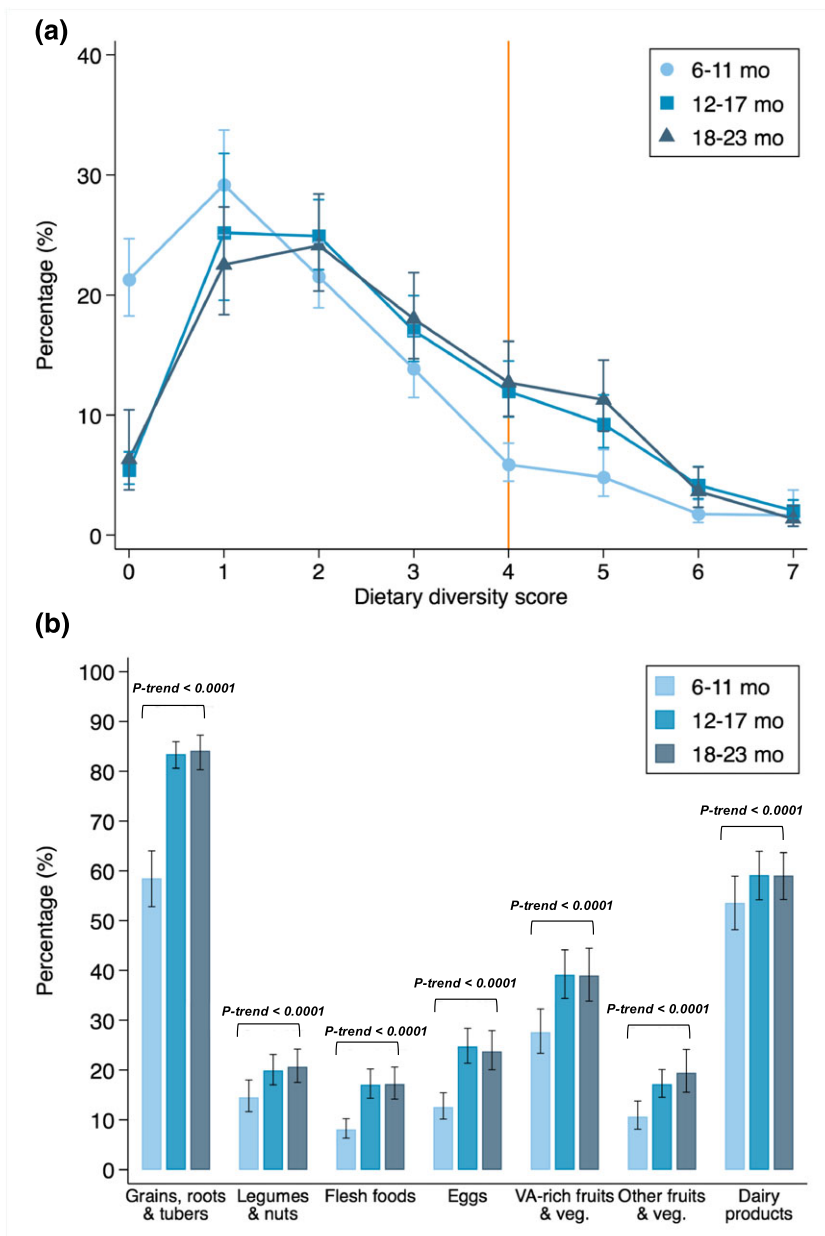 (a)
40
30
20
10
0
Percentage (%)
6-11 mo
12-17 mo
18-23 mo
0 1 2 3 4 5 6 7
Dietary diversity score
(b)
100
90
80
70
60
50
40
30
20
10
0
Percentage (%)
6-11 mo
12-17 mo
18-23 mo
P-trend < 0.0001
P-trend < 0.0001
P-trend < 0.0001
P-trend < 0.0001
P-trend < 0.0001
P-trend < 0.0001
P-trend < 0.0001
Grains, roots
& tubers
Legumes
& nuts
Flesh foods
Eggs
VA-rich fruits
& veg.
Other fruits
& veg.
Dairy
products